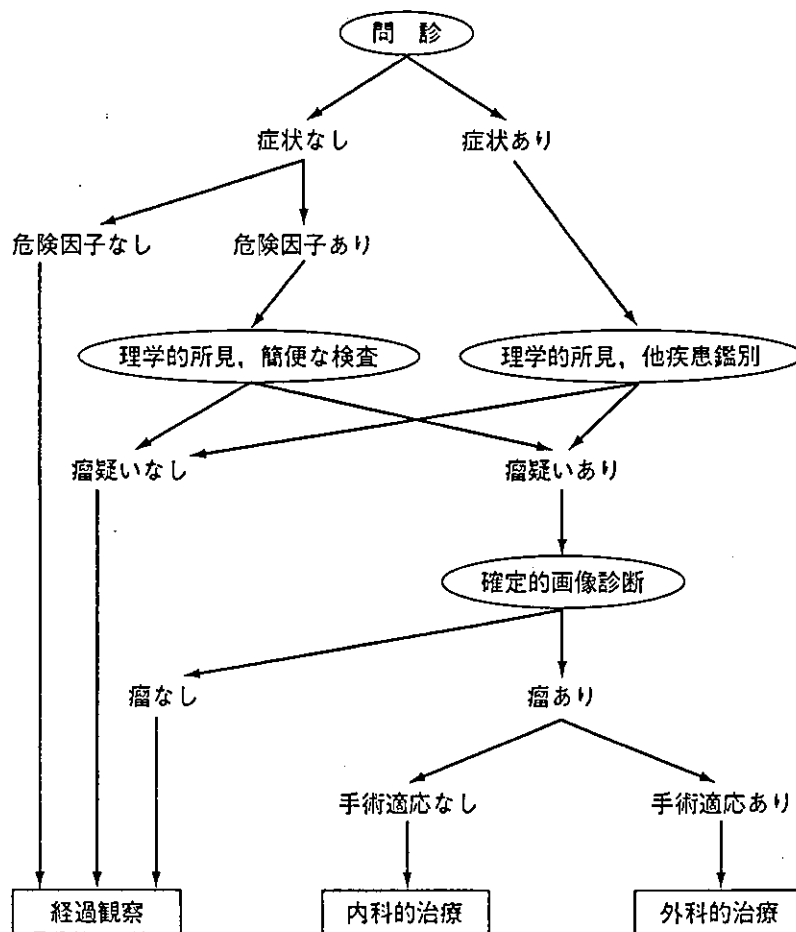 問 診
症状なし
症状あり
危険因子なし
危険因子あり
理学的所見，簡便な検査
理学的所見，他疾患鑑別
瘤疑いなし
瘤疑いあり
確定的画像診断
瘤なし
瘤あり
手術適応なし
手術適応あり
経過観察
内科的治療
外科的治療